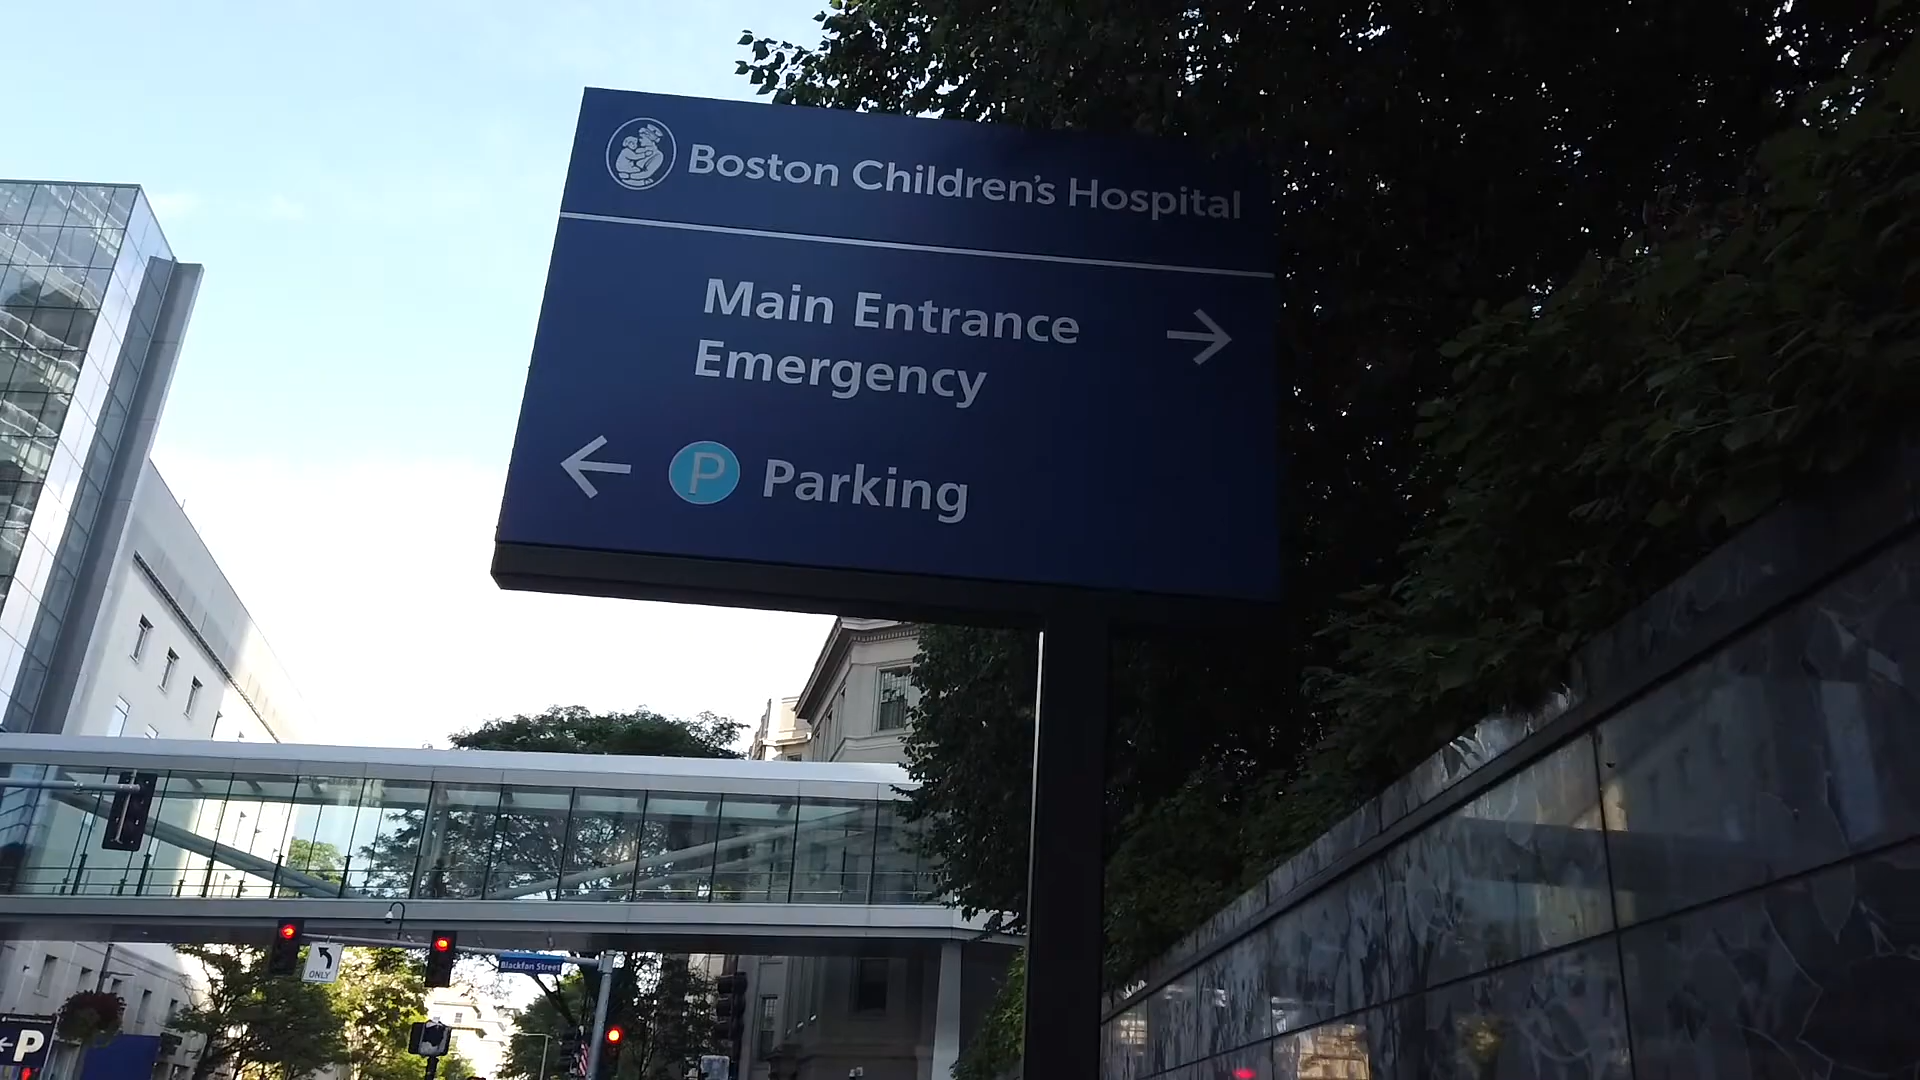 Boston Children's Hospital
Main Entrance
Emergency
P Parking
ONLY
Blackfan Street
P